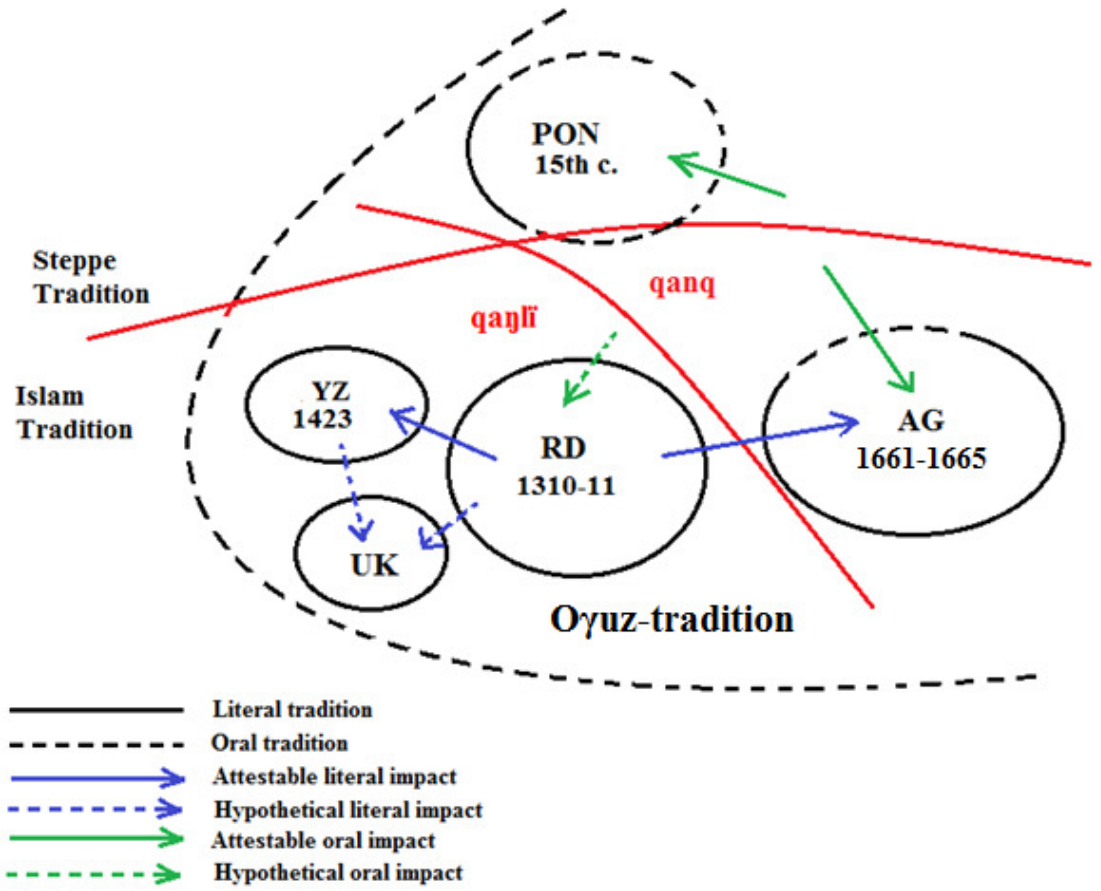 PON
15th c.
Steppe
Tradition
qanq
qaŋlï
Islam
Tradition
YZ
1423
RD
1310-11
AG
1661-1665
UK
Oγuz-tradition
Literal tradition
Oral tradition
Attestable literal impact
Hypothetical literal impact
Attestable oral impact
Hypothetical oral impact